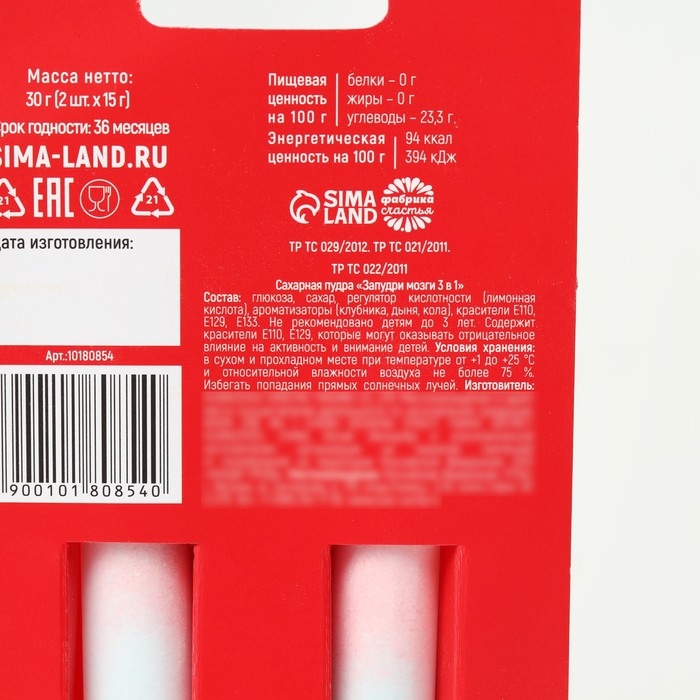 Масса нетто:
30 г (2 шт. х 15 г)
рок годности: 36 месяцев
SIMA-LAND.RU
21
EAC
21
ата изготовления:
Арт.:10180854
900101 808540
Пищевая
ценность
на 100 г
белки – 0 г
жиры – 0 г
углеводы – 23,3 г.
Энергетическая
ценность на 100 г
94 ккал
394 кДж
SIMA
LAND
фабрика
счастья
ТР ТС 029/2012. ТР ТС 021/2011.
ТР ТС 022/2011
Сахарная пудра «Запудри мозги 3 в 1»
Состав: глюкоза, сахар, регулятор кислотности (лимонная
кислота), ароматизаторы (клубника, дыня, кола), красители Е110,
Е129, Е133. Не рекомендовано детям до 3 лет. Содержит
красители Е110, Е129, которые могут оказывать отрицательное
влияние на активность и внимание детей. Условия хранения:
в сухом и прохладном месте при температуре от +1 до +25 °С
и относительной влажности воздуха не более 75 %.
Избегать попадания прямых солнечных лучей. Изготовитель: